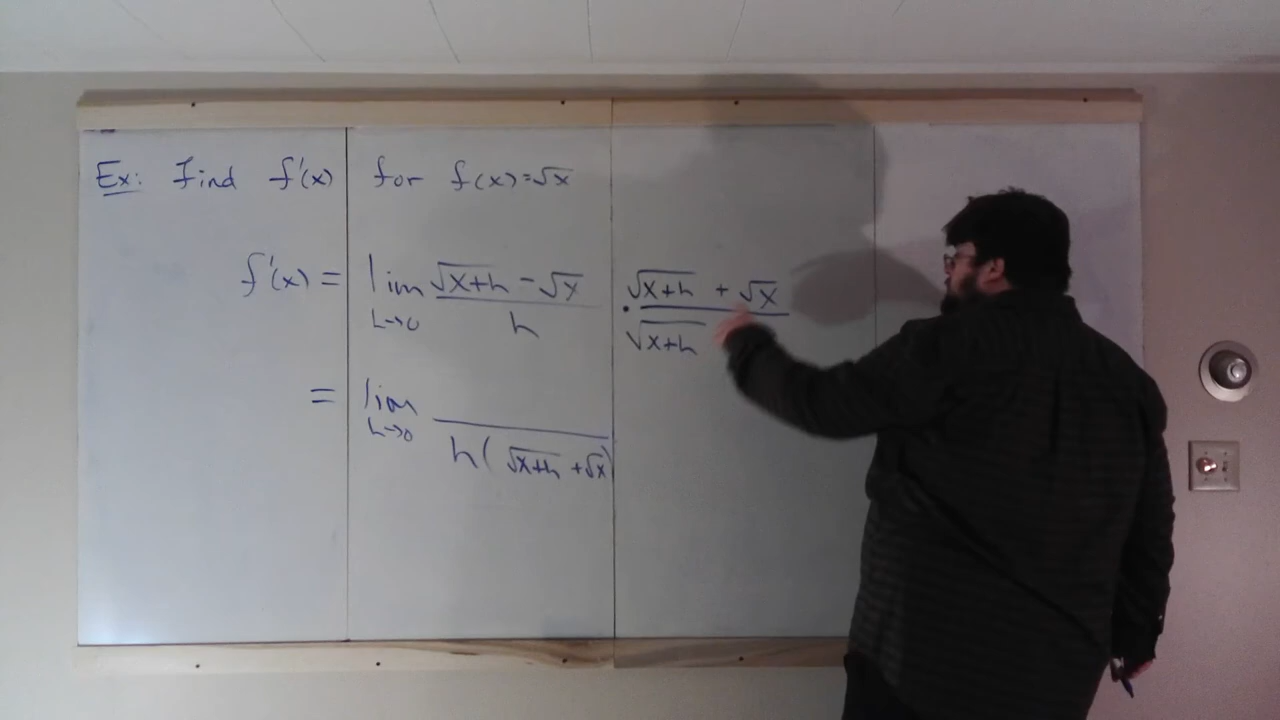 Ex: Find f'(x) for f(x)=√x
f'(x) = lim h→0 (√(x+h) - √x)/h · (√(x+h) + √x)/(√(x+h)
= lim h→0 /h(√(x+h) + √x)